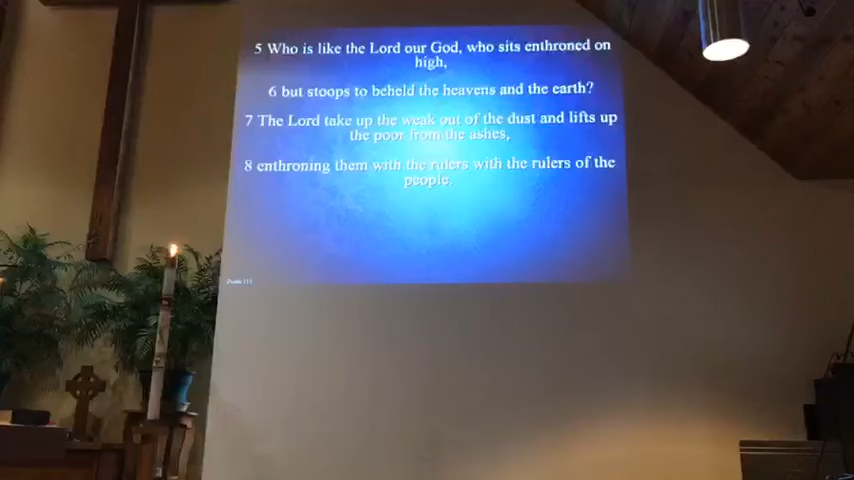 5 Who is like the Lord our God, who sits enthroned on
high,
6 but stoops to beheld the heavens and the earth?
7 The Lord take up the weak out of the dust and lifts up
the poor from the ashes,
8 enthroning them with the rulers with the rulers of the
people.
Psalm 113